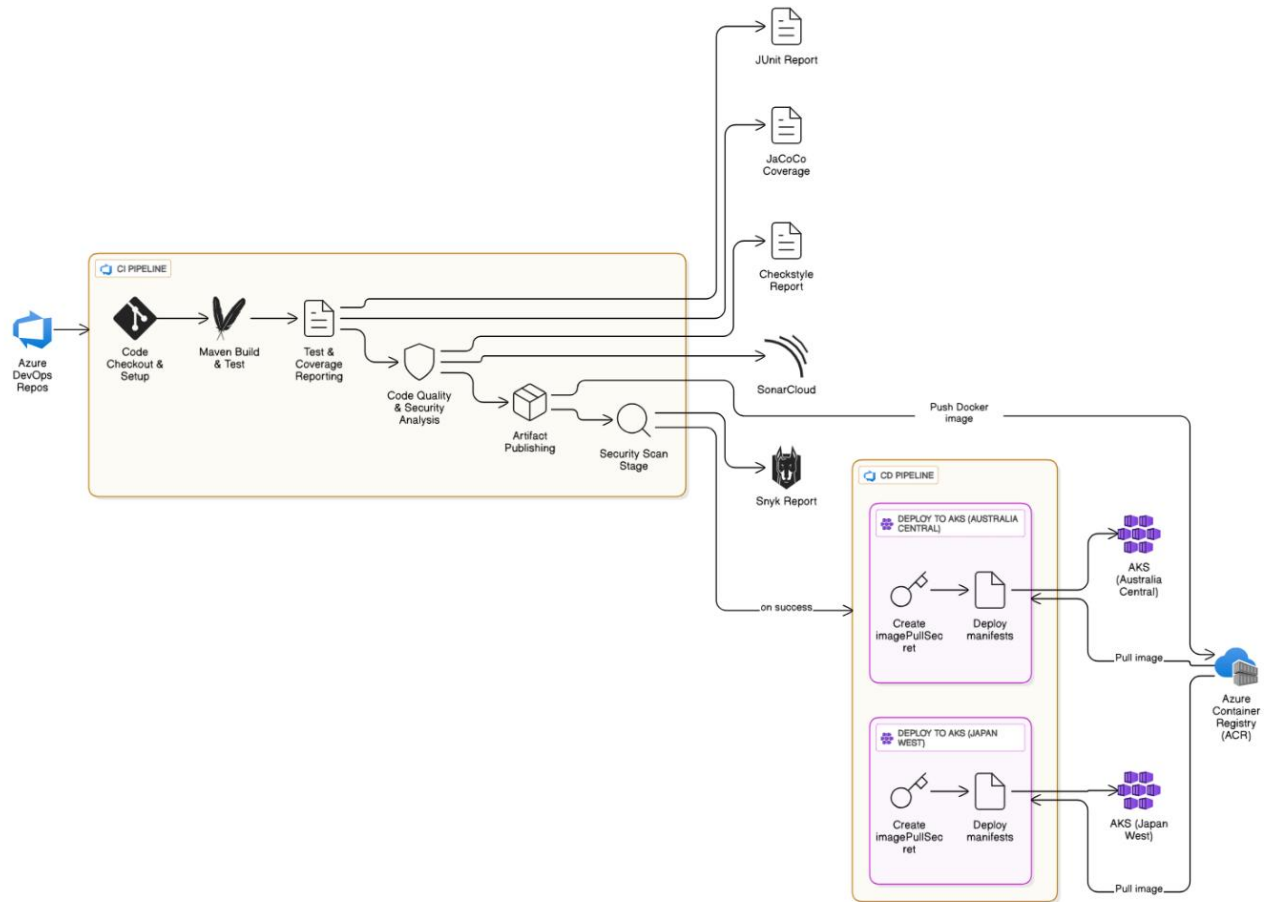 JUnit Report
JaCoCo
Coverage
Checkstyle
Report
CI PIPELINE
Azure
DevOps
Repos
Code
Checkout &
Setup
Maven Build
& Test
Test &
Coverage
Reporting
Code Quality
& Security
Analysis
Artifact
Publishing
Security Scan
Stage
SonarCloud
Snyk Report
Push Docker
image
on success
CD PIPELINE
DEPLOY TO AKS (AUSTRALIA
CENTRAL)
Create
imagePullSec
ret
Deploy
manifests
AKS
(Australia
Central)
Pull image
Azure
Container
Registry
(ACR)
DEPLOY TO AKS (JAPAN
WEST)
Create
imagePullSec
ret
Deploy
manifests
AKS (Japan
West)
Pull image